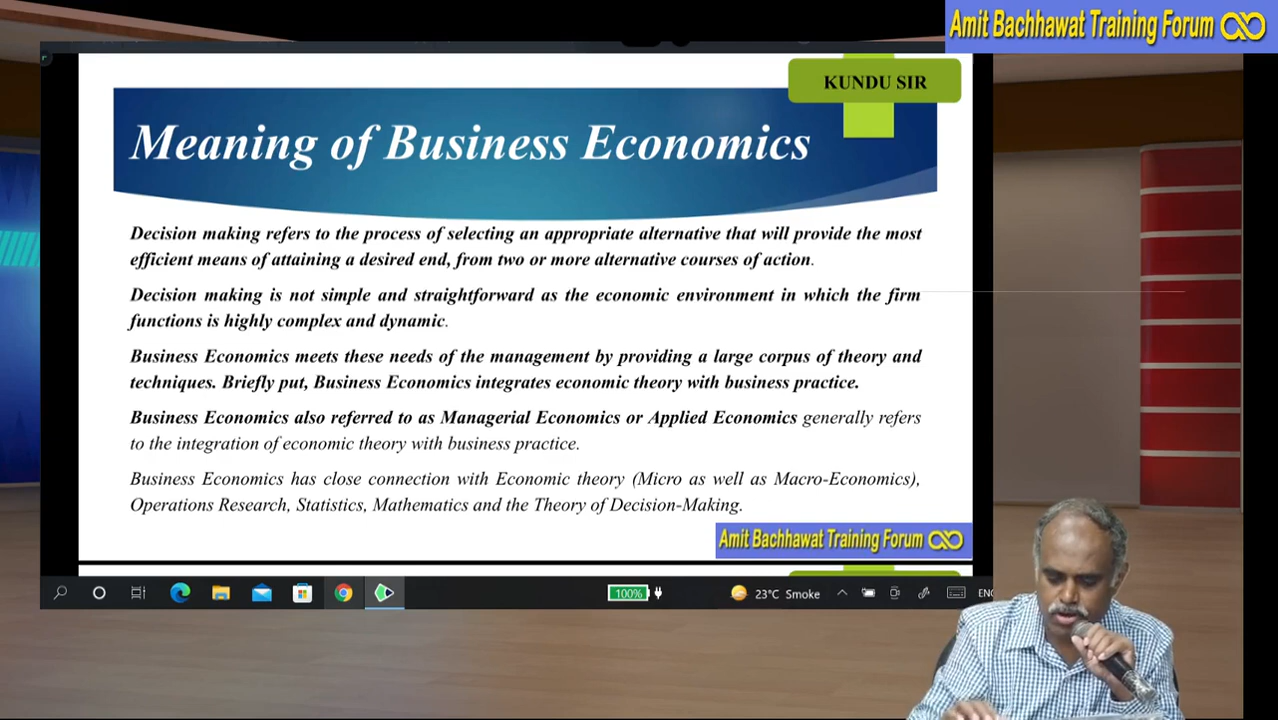 Amit Bachhawat Training Forum
KUNDU SIR
Meaning of Business Economics
Decision making refers to the process of selecting an appropriate alternative that will provide the most
efficient means of attaining a desired end, from two or more alternative courses of action.
Decision making is not simple and straightforward as the economic environment in which the firm
functions is highly complex and dynamic.
Business Economics meets these needs of the management by providing a large corpus of theory and
techniques. Briefly put, Business Economics integrates economic theory with business practice.
Business Economics also referred to as Managerial Economics or Applied Economics generally refers
to the integration of economic theory with business practice.
Business Economics has close connection with Economic theory (Micro as well as Macro-Economics),
Operations Research, Statistics, Mathematics and the Theory of Decision-Making.
Amit Bachhawat Training Forum
100% 23°C Smoke ENG